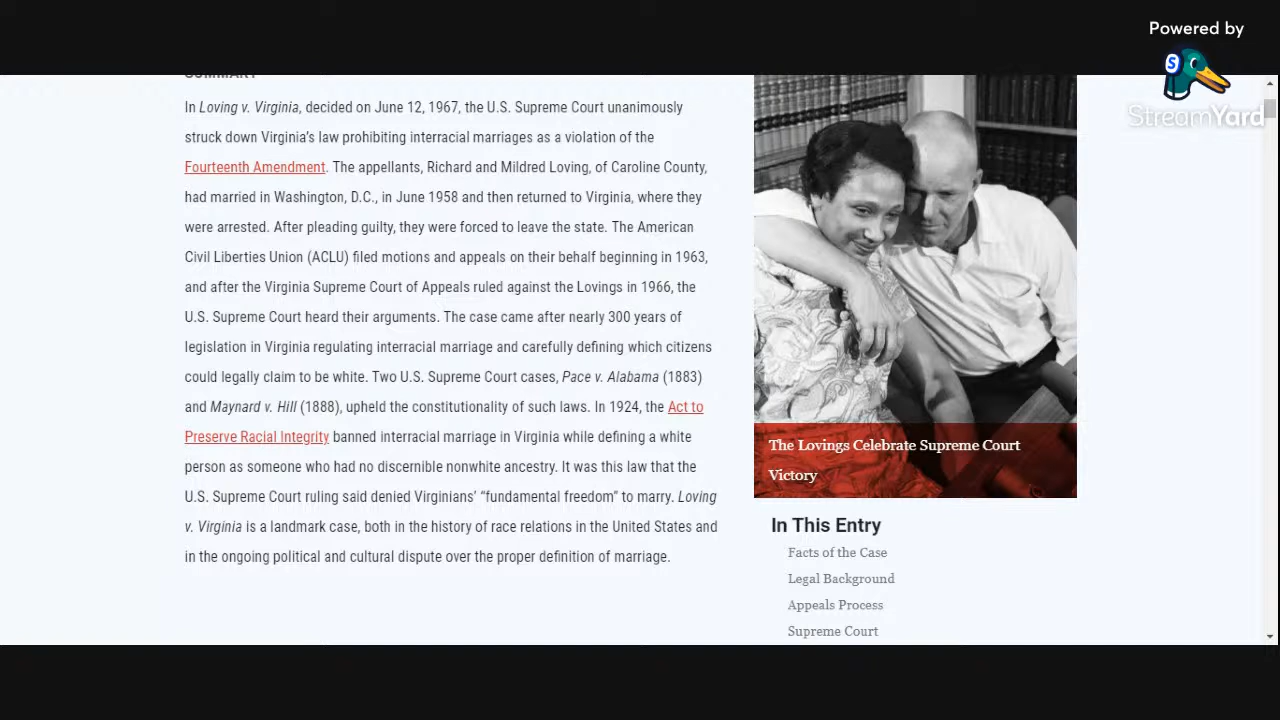 Powered by
StreamYard
SUMMARY
In Loving v. Virginia, decided on June 12, 1967, the U.S. Supreme Court unanimously
struck down Virginia’s law prohibiting interracial marriages as a violation of the
Fourteenth Amendment. The appellants, Richard and Mildred Loving, of Caroline County,
had married in Washington, D.C., in June 1958 and then returned to Virginia, where they
were arrested. After pleading guilty, they were forced to leave the state. The American
Civil Liberties Union (ACLU) filed motions and appeals on their behalf beginning in 1963,
and after the Virginia Supreme Court of Appeals ruled against the Lovings in 1966, the
U.S. Supreme Court heard their arguments. The case came after nearly 300 years of
legislation in Virginia regulating interracial marriage and carefully defining which citizens
could legally claim to be white. Two U.S. Supreme Court cases, Pace v. Alabama (1883)
and Maynard v. Hill (1888), upheld the constitutionality of such laws. In 1924, the Act to
Preserve Racial Integrity banned interracial marriage in Virginia while defining a white
person as someone who had no discernible nonwhite ancestry. It was this law that the
U.S. Supreme Court ruling said denied Virginians’ “fundamental freedom” to marry. Loving
v. Virginia is a landmark case, both in the history of race relations in the United States and
in the ongoing political and cultural dispute over the proper definition of marriage.
The Lovings Celebrate Supreme Court
Victory
In This Entry
Facts of the Case
Legal Background
Appeals Process
Supreme Court